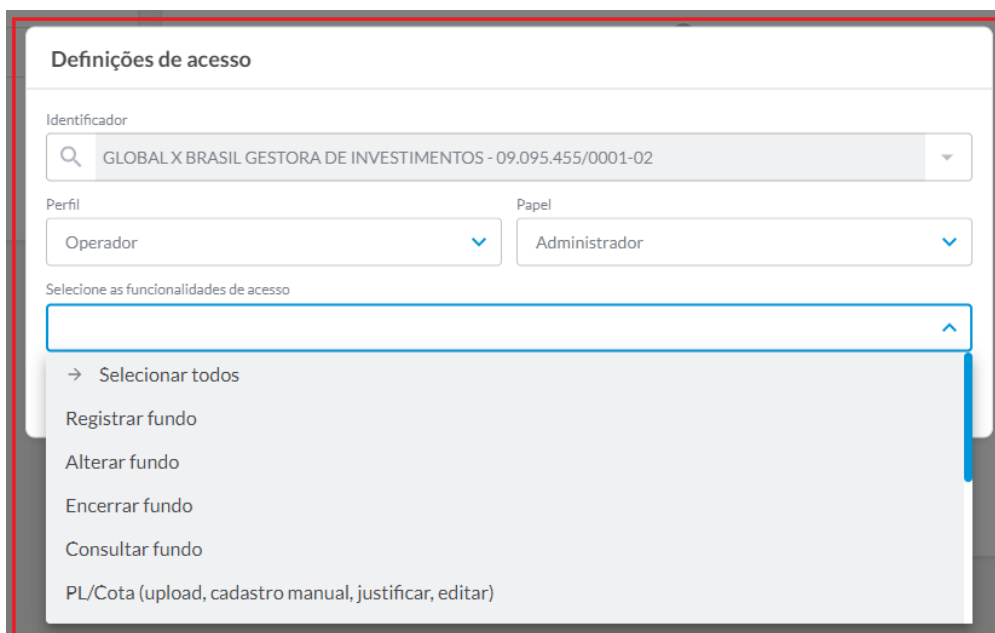 Definições de acesso
Identificador
GLOBAL X BRASIL GESTORA DE INVESTIMENTOS - 09.095.455/0001-02
Perfil Papel
Operador Administrador
Selecione as funcionalidades de acesso
→ Selecionar todos
Registrar fundo
Alterar fundo
Encerrar fundo
Consultar fundo
PL/Cota (upload, cadastro manual, justificar, editar)